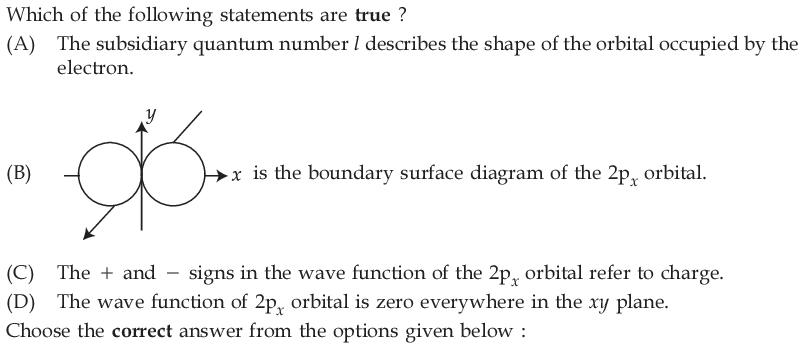 Which of the following statements are true ?
(A) The subsidiary quantum number l describes the shape of the orbital occupied by the
electron.
y
(B) x is the boundary surface diagram of the 2pₓ orbital.
(C) The + and − signs in the wave function of the 2pₓ orbital refer to charge.
(D) The wave function of 2pₓ orbital is zero everywhere in the xy plane.
Choose the correct answer from the options given below :